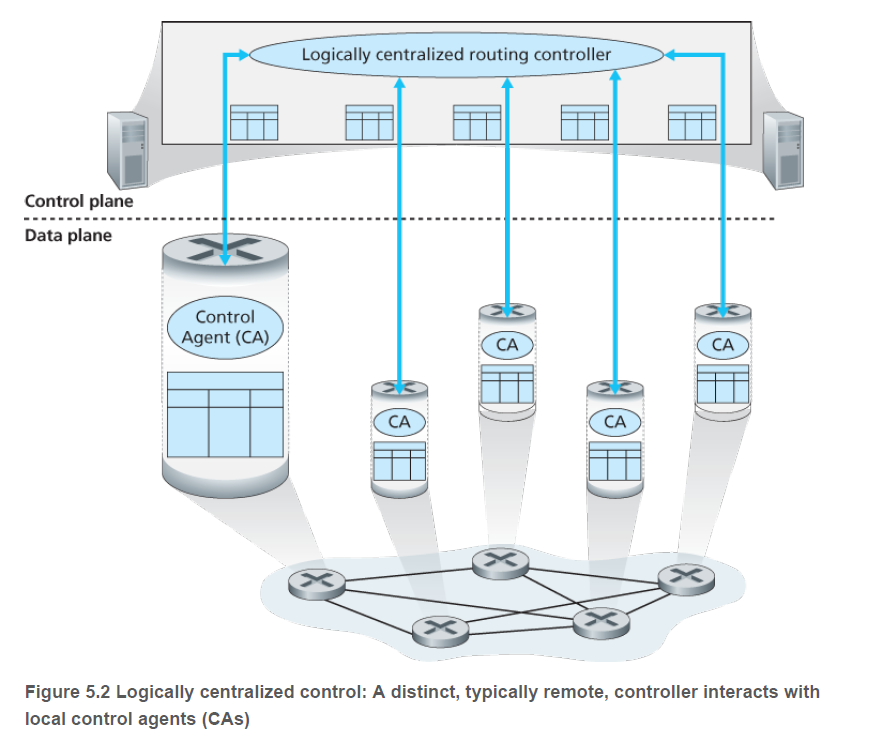 Logically centralized routing controller
Control plane
Data plane
Control
Agent (CA)
CA
CA
CA
CA
Figure 5.2 Logically centralized control: A distinct, typically remote, controller interacts with
local control agents (CAs)